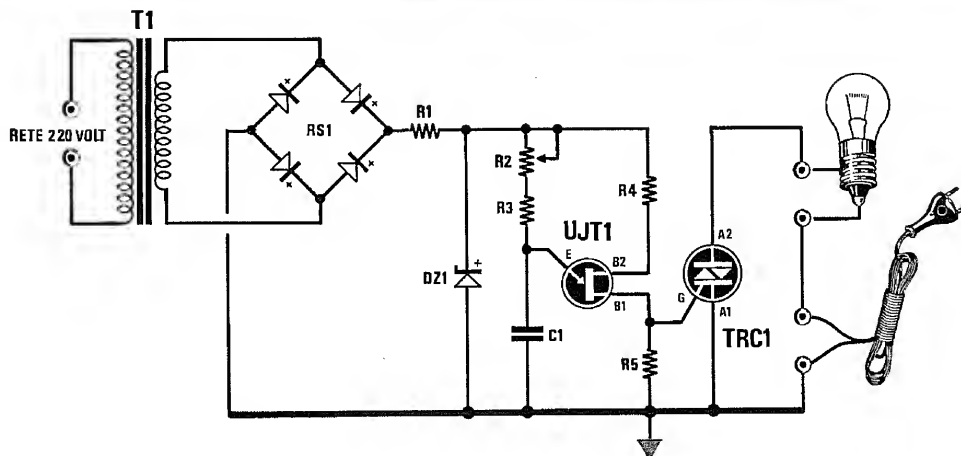 T1
RETE 220 VOLT
RS1
R1
R2
R3
R4
UJT1
E
B2
B1
DZ1
+
C1
R5
G
A2
A1
TRC1